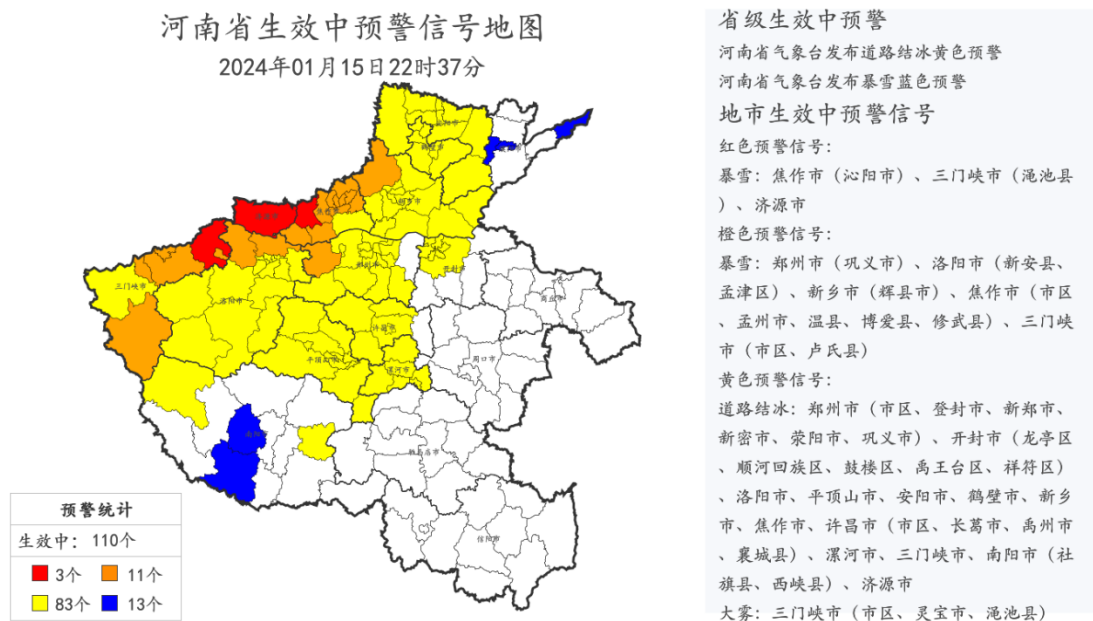 河南省生效中预警信号地图
2024年01月15日22时37分
安阳市
鹤壁市
新乡市
三门峡市
洛阳市
郑州市
开封市
商丘市
许昌市
平顶山市
漯河市
周口市
南阳市
驻马店市
信阳市
预警统计
生效中: 110个
3个 11个
83个 13个
省级生效中预警
河南省气象台发布道路结冰黄色预警
河南省气象台发布暴雪蓝色预警
地市生效中预警信号
红色预警信号:
暴雪: 焦作市（沁阳市）、三门峡市（渑池县
）、济源市
橙色预警信号:
暴雪: 郑州市（巩义市）、洛阳市（新安县、
孟津区）、新乡市（辉县市）、焦作市（市区
、孟州市、温县、博爱县、修武县）、三门峡
市（市区、卢氏县）
黄色预警信号:
道路结冰: 郑州市（市区、登封市、新郑市、
新密市、荥阳市、巩义市）、开封市（龙亭区
、顺河回族区、鼓楼区、禹王台区、祥符区）
、洛阳市、平顶山市、安阳市、鹤壁市、新乡
市、焦作市、许昌市（市区、长葛市、禹州市
、襄城县）、漯河市、三门峡市、南阳市（社
旗县、西峡县）、济源市
大雾: 三门峡市（市区、灵宝市、渑池县）